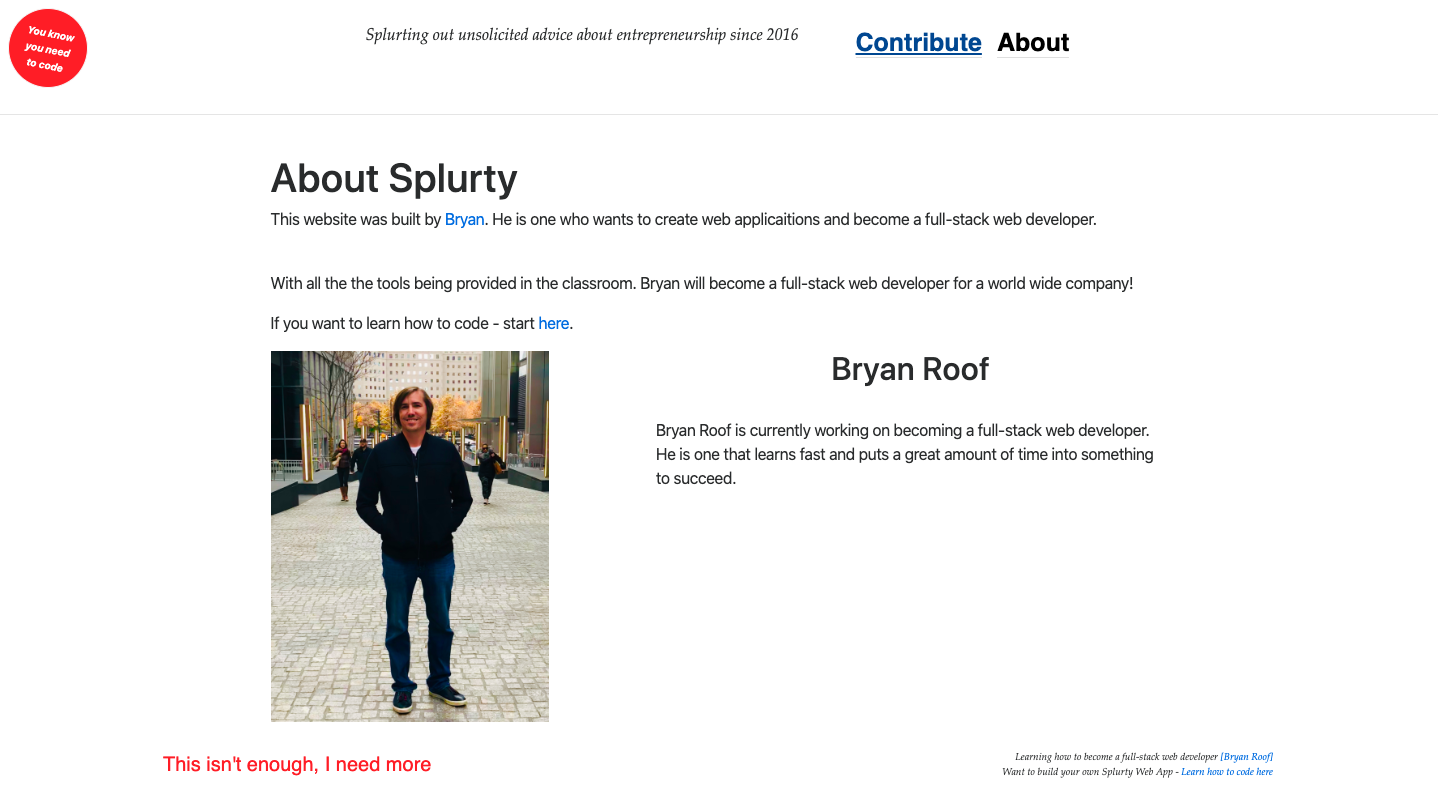 You know
you need
to code
Splurting out unsolicited advice about entrepreneurship since 2016
Contribute About
About Splurty
This website was built by Bryan. He is one who wants to create web applicaitions and become a full-stack web developer.
With all the the tools being provided in the classroom. Bryan will become a full-stack web developer for a world wide company!
If you want to learn how to code - start here.
Bryan Roof
Bryan Roof is currently working on becoming a full-stack web developer.
He is one that learns fast and puts a great amount of time into something
to succeed.
This isn't enough, I need more
Learning how to become a full-stack web developer [Bryan Roof]
Want to build your own Splurty Web App - Learn how to code here